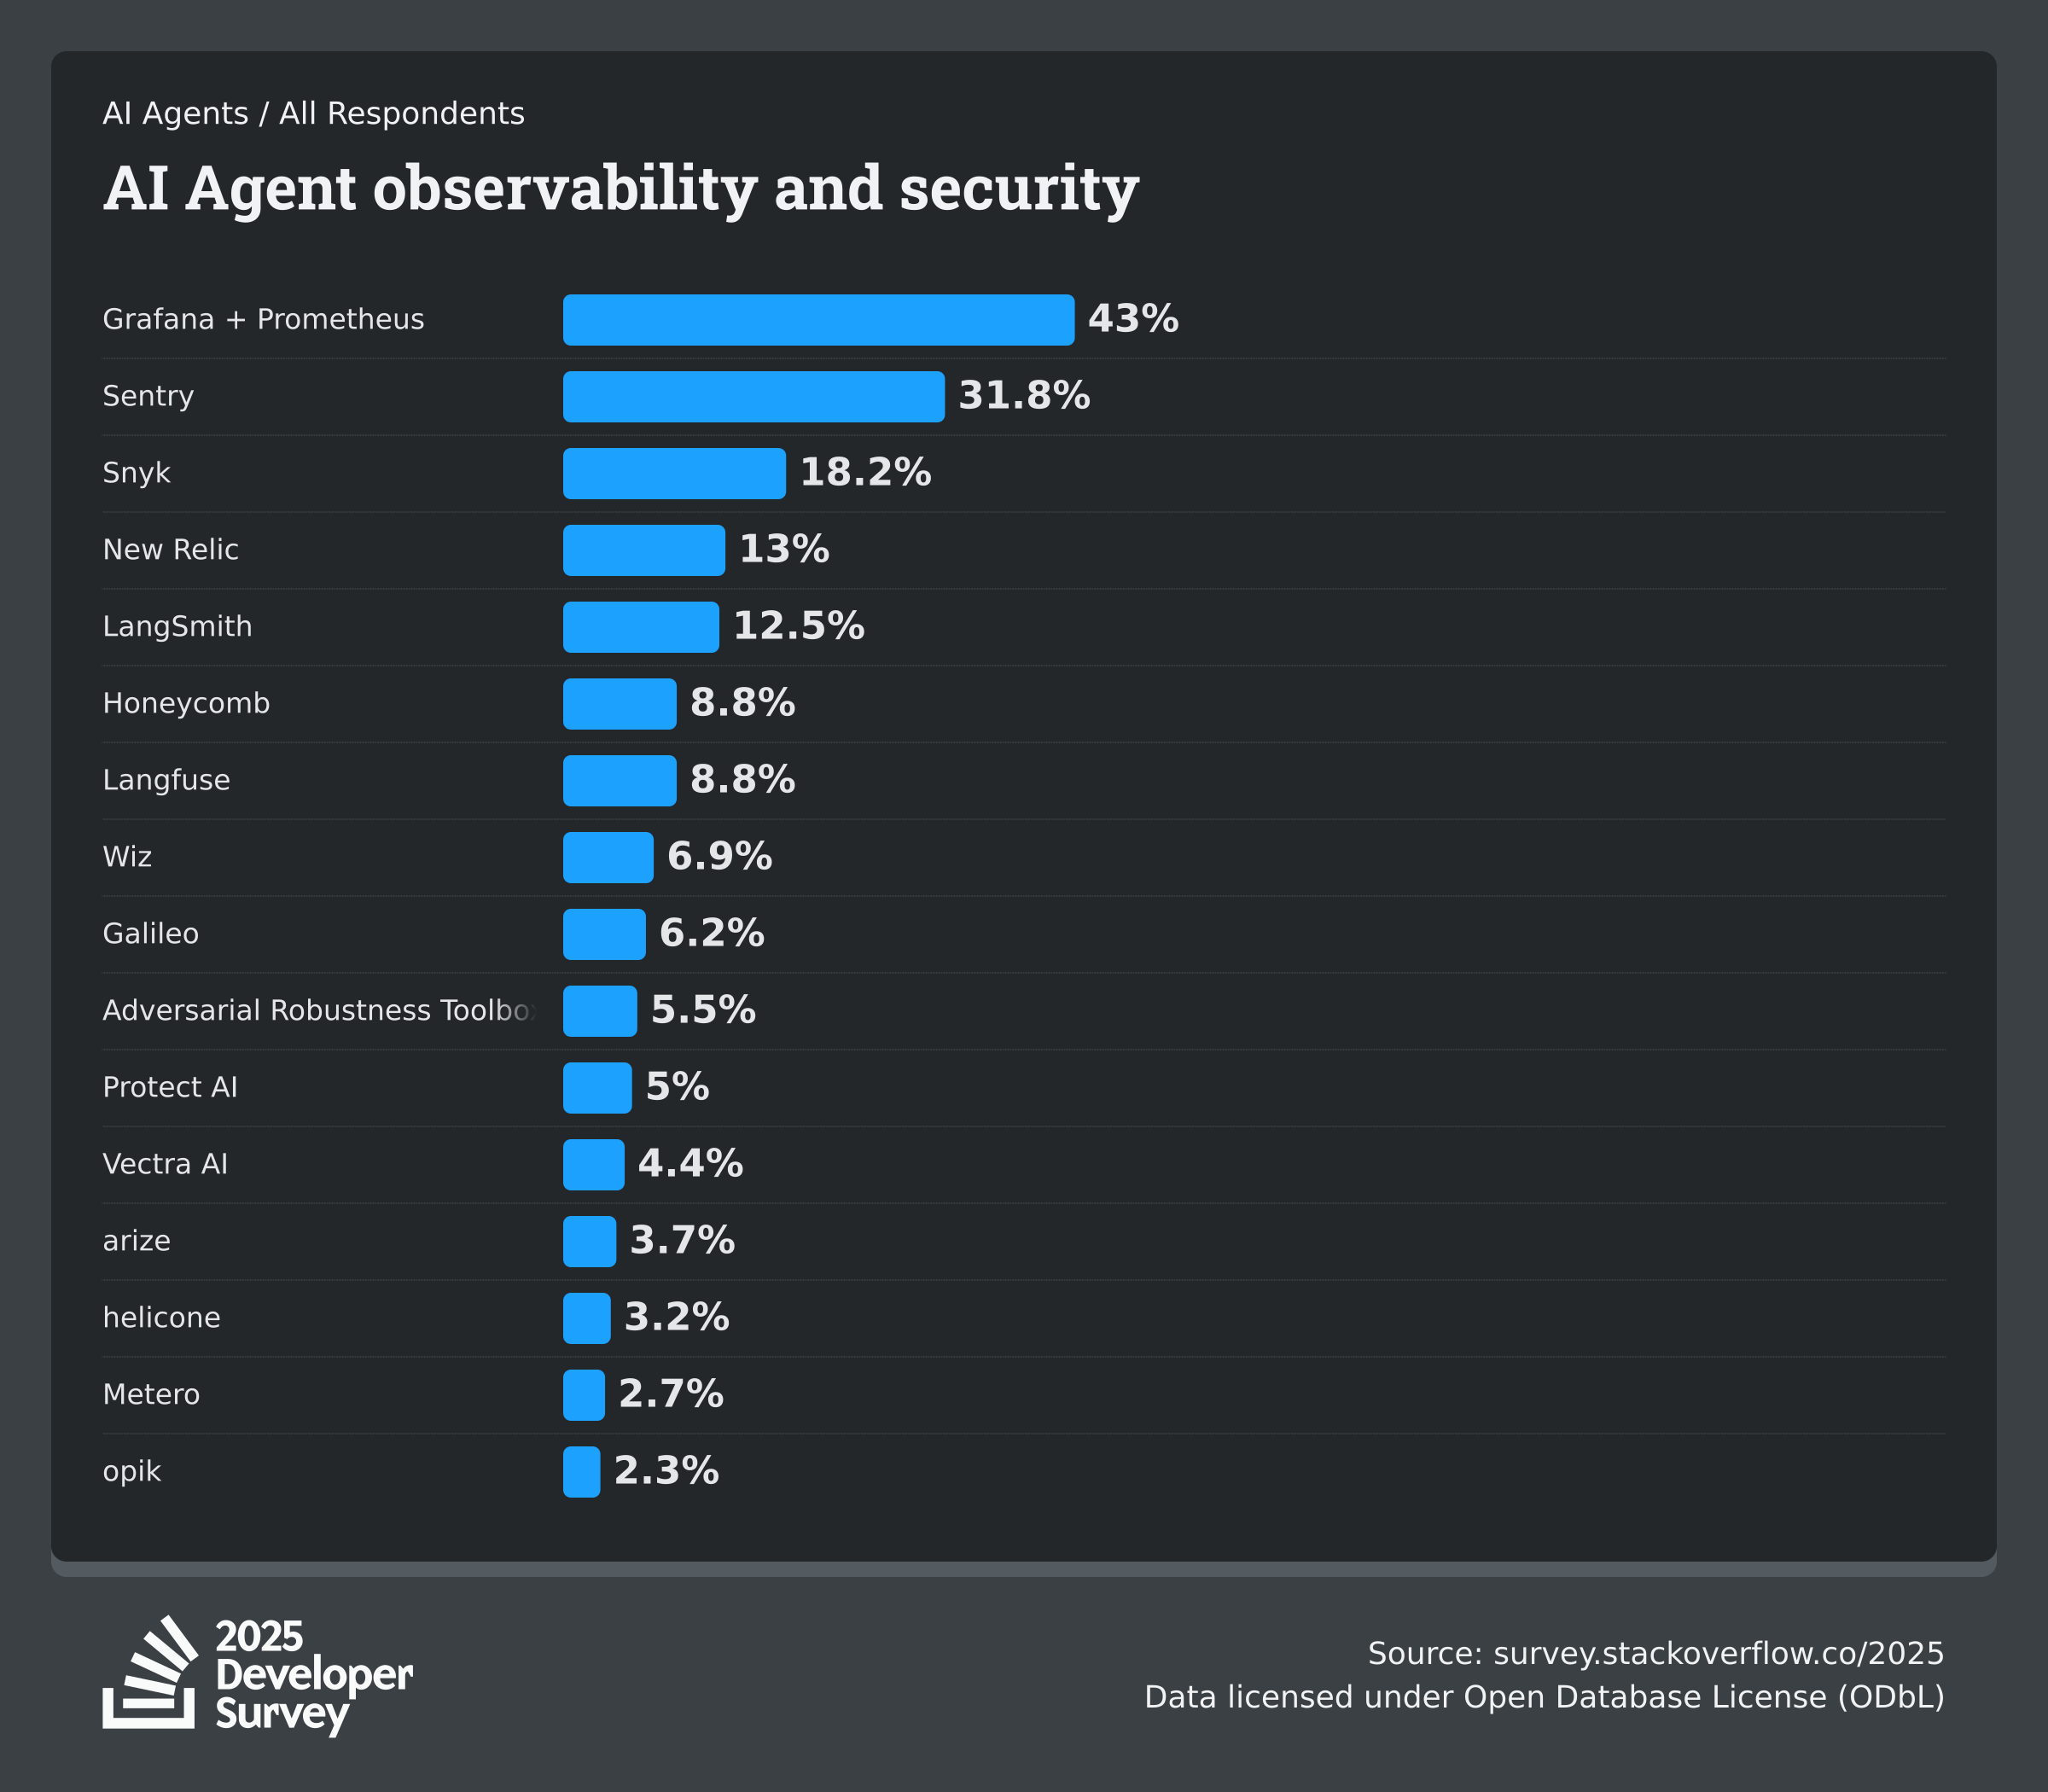 AI Agents / All Respondents
AI Agent observability and security
Grafana + Prometheus 43%
Sentry 31.8%
Snyk 18.2%
New Relic 13%
LangSmith 12.5%
Honeycomb 8.8%
Langfuse 8.8%
Wiz 6.9%
Galileo 6.2%
Adversarial Robustness Toolbox 5.5%
Protect AI 5%
Vectra AI 4.4%
arize 3.7%
helicone 3.2%
Metero 2.7%
opik 2.3%
2025
Developer
Survey
Source: survey.stackoverflow.co/2025
Data licensed under Open Database License (ODbL)